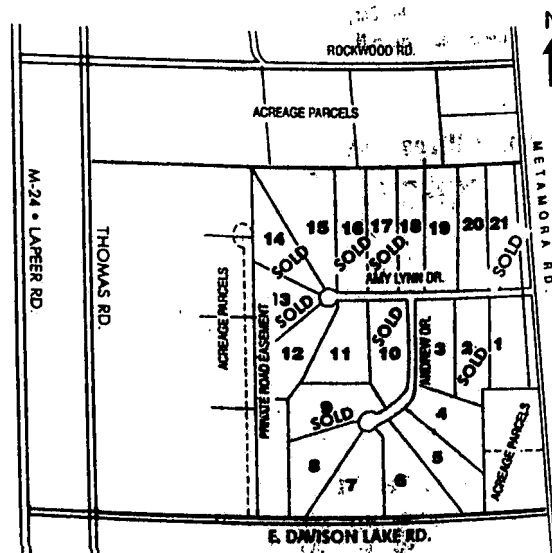 N
ROCKWOOD RD.
ACREAGE PARCELS
METAMORA RD.
M-24 • LAPEER RD.
THOMAS RD.
14 SOLD
15
16 SOLD
17 SOLD
18
19
20
21 SOLD
AMY LYNN DR.
13 SOLD
ACREAGE PARCELS
PRIVATE ROAD EASEMENT
12
11
10 SOLD
ANDREW DR.
3
2 SOLD
1
9 SOLD
4
ACREAGE PARCELS
8
7
6
5
E. DAVISON LAKE RD.